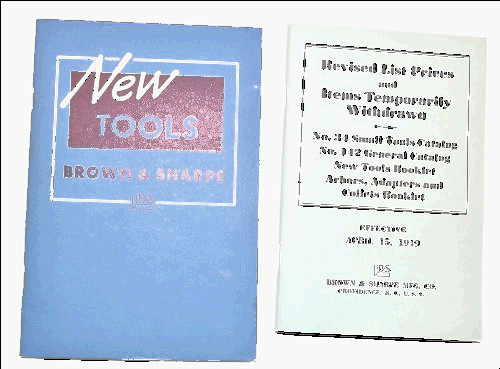 New
TOOLS
BROWN & SHARPE
BS
Revised List Prices
and
Items Temporarily
Withdrawn
No. 34 Small Tools Catalog
No. 142 General Catalog
New Tools Booklet
Arbors, Adapters and
Collets Booklet
EFFECTIVE
APRIL 15, 1949
BS
BROWN & SHARPE MFG. CO.
PROVIDENCE, R. I., U. S. A.